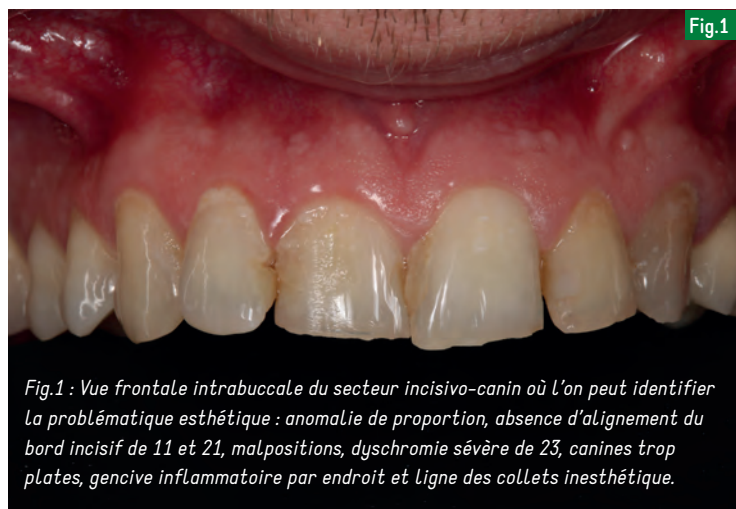 Fig.1
Fig.1 : Vue frontale intrabuccale du secteur incisivo-canin où l'on peut identifier
la problématique esthétique : anomalie de proportion, absence d'alignement du
bord incisif de 11 et 21, malpositions, dyschromie sévère de 23, canines trop
plates, gencive inflammatoire par endroit et ligne des collets inesthétique.